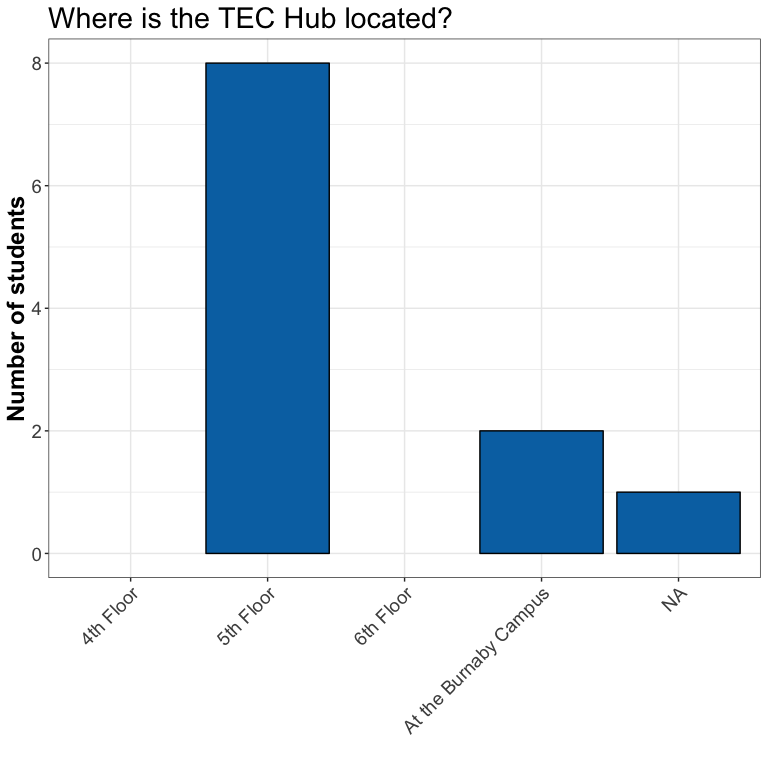 Where is the TEC Hub located?
Number of students
8
6
4
2
0
4th Floor
5th Floor
6th Floor
At the Burnaby Campus
NA